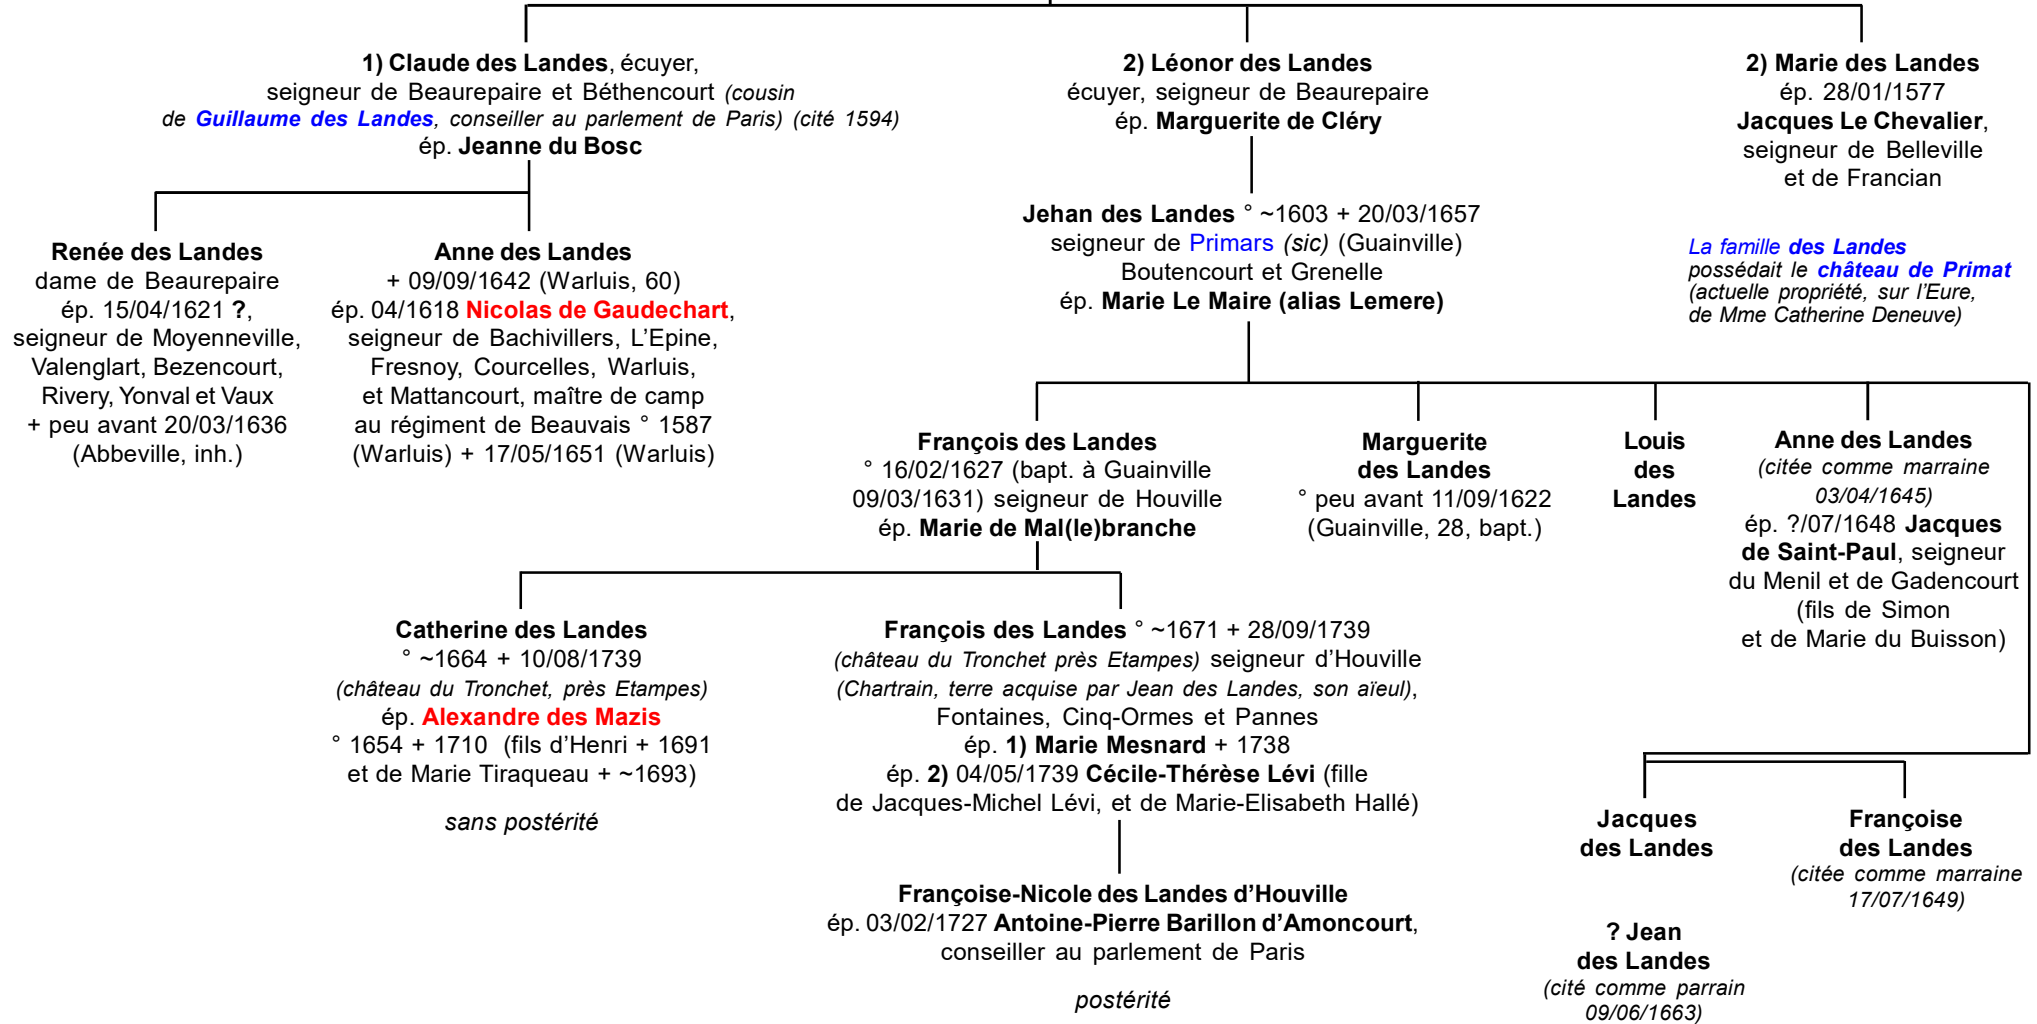 1) Claude des Landes, écuyer,
seigneur de Beaurepaire et Béthencourt (cousin
de Guillaume des Landes, conseiller au parlement de Paris) (cité 1594)
ép. Jeanne du Bosc
2) Léonor des Landes
écuyer, seigneur de Beaurepaire
ép. Marguerite de Cléry
2) Marie des Landes
ép. 28/01/1577
Jacques Le Chevalier,
seigneur de Belleville
et de Francian
Renée des Landes
dame de Beaurepaire
ép. 15/04/1621 ?,
seigneur de Moyenneville,
Valenglart, Bezencourt,
Rivery, Yonval et Vaux
+ peu avant 20/03/1636
(Abbeville, inh.)
Anne des Landes
+ 09/09/1642 (Warluis, 60)
ép. 04/1618 Nicolas de Gaudechart,
seigneur de Bachivillers, L'Epine,
Fresnoy, Courcelles, Warluis,
et Mattancourt, maître de camp
au régiment de Beauvais ° 1587
(Warluis) + 17/05/1651 (Warluis)
Jehan des Landes ° ~1603 + 20/03/1657
seigneur de Primars (sic) (Guainville)
Boutencourt et Grenelle
ép. Marie Le Maire (alias Lemere)
La famille des Landes
possédait le château de Primat
(actuelle propriété, sur l'Eure,
de Mme Catherine Deneuve)
François des Landes
° 16/02/1627 (bapt. à Guainville
09/03/1631) seigneur de Houville
ép. Marie de Mal(le)branche
Marguerite
des Landes
° peu avant 11/09/1622
(Guainville, 28, bapt.)
Louis
des
Landes
Anne des Landes
(citée comme marraine
03/04/1645)
ép. ?/07/1648 Jacques
de Saint-Paul, seigneur
du Menil et de Gadencourt
(fils de Simon
et de Marie du Buisson)
Catherine des Landes
° ~1664 + 10/08/1739
(château du Tronchet, près Etampes)
ép. Alexandre des Mazis
° 1654 + 1710 (fils d'Henri + 1691
et de Marie Tiraqueau + ~1693)
sans postérité
François des Landes ° ~1671 + 28/09/1739
(château du Tronchet près Etampes) seigneur d'Houville
(Chartrain, terre acquise par Jean des Landes, son aïeul),
Fontaines, Cinq-Ormes et Pannes
ép. 1) Marie Mesnard + 1738
ép. 2) 04/05/1739 Cécile-Thérèse Lévi (fille
de Jacques-Michel Lévi, et de Marie-Elisabeth Hallé)
Jacques
des Landes
Françoise
des Landes
(citée comme marraine
17/07/1649)
Françoise-Nicole des Landes d'Houville
ép. 03/02/1727 Antoine-Pierre Barillon d'Amoncourt,
conseiller au parlement de Paris
postérité
? Jean
des Landes
(cité comme parrain
09/06/1663)